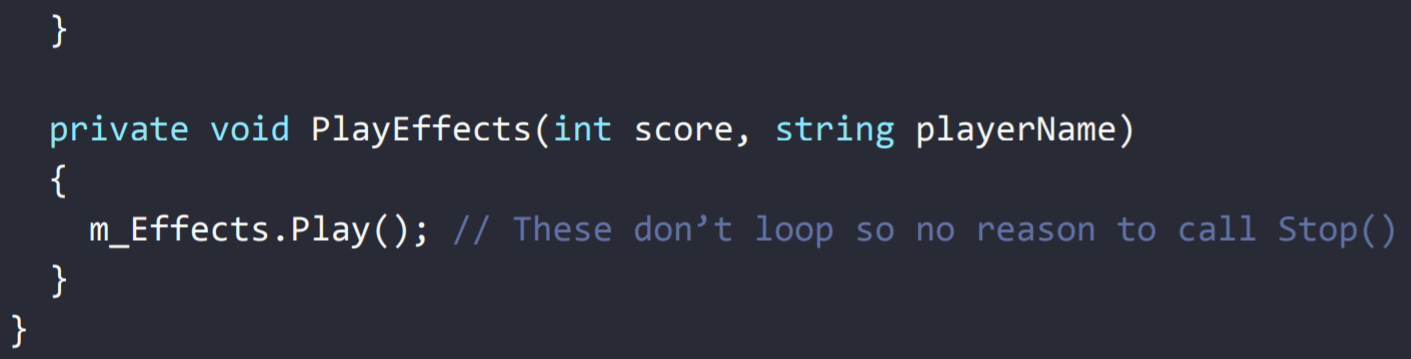 }
private void PlayEffects(int score, string playerName)
{
m_Effects.Play(); // These don’t loop so no reason to call Stop()
}
}